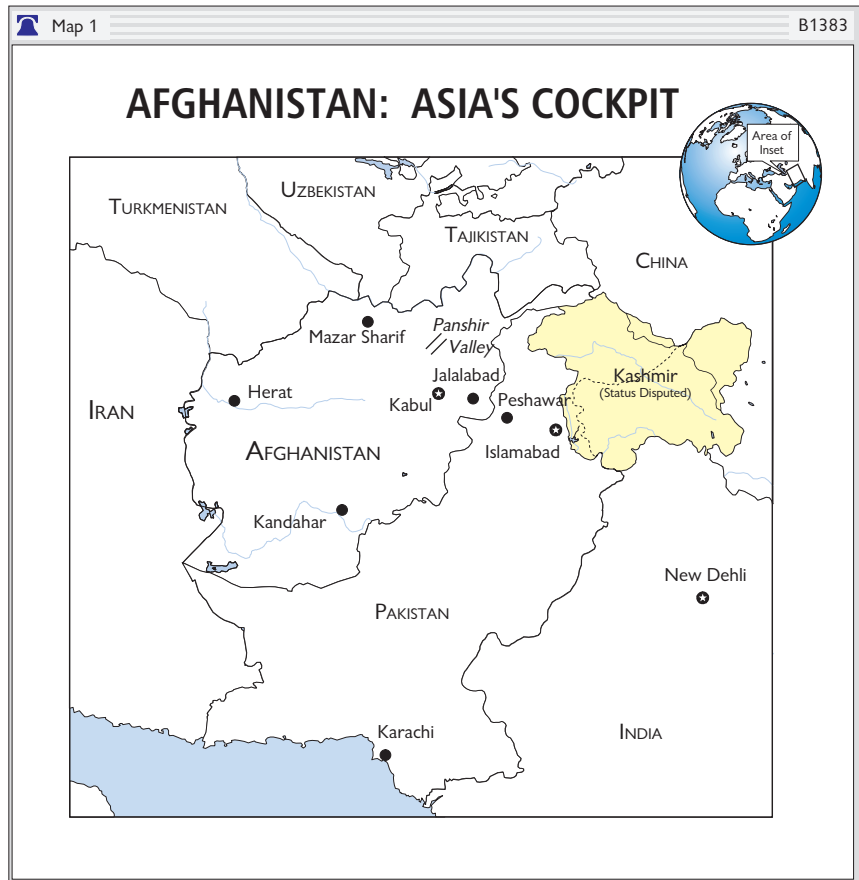 Map 1
B1383
AFGHANISTAN: ASIA'S COCKPIT
Area of
Inset
UZBEKISTAN
TURKMENISTAN
TAJIKISTAN
CHINA
Mazar Sharif
Panshir
Valley
Jalalabad
Kashmir
(Status Disputed)
Herat
Kabul
Peshawar
IRAN
Islamabad
AFGHANISTAN
Kandahar
New Dehli
PAKISTAN
Karachi
INDIA